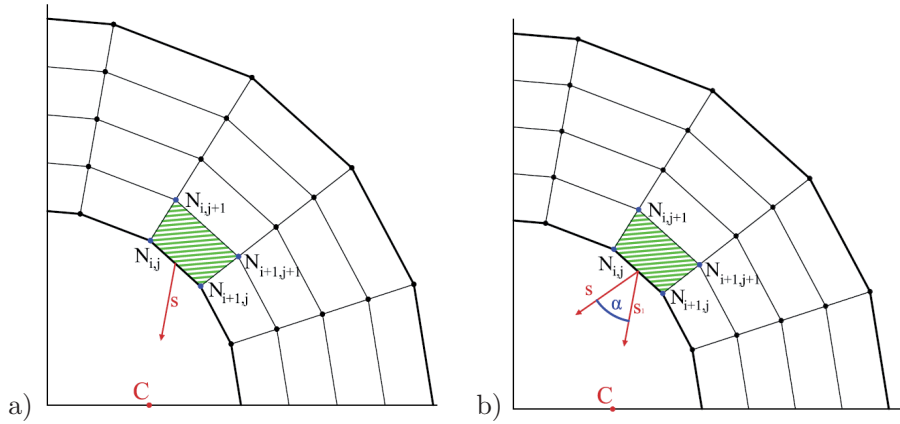 a)
N_{i,j+1}
N_{i,j}
N_{i+1,j+1}
N_{i+1,j}
s
C
b)
N_{i,j+1}
N_{i,j}
N_{i+1,j+1}
N_{i+1,j}
s
α
s_1
C